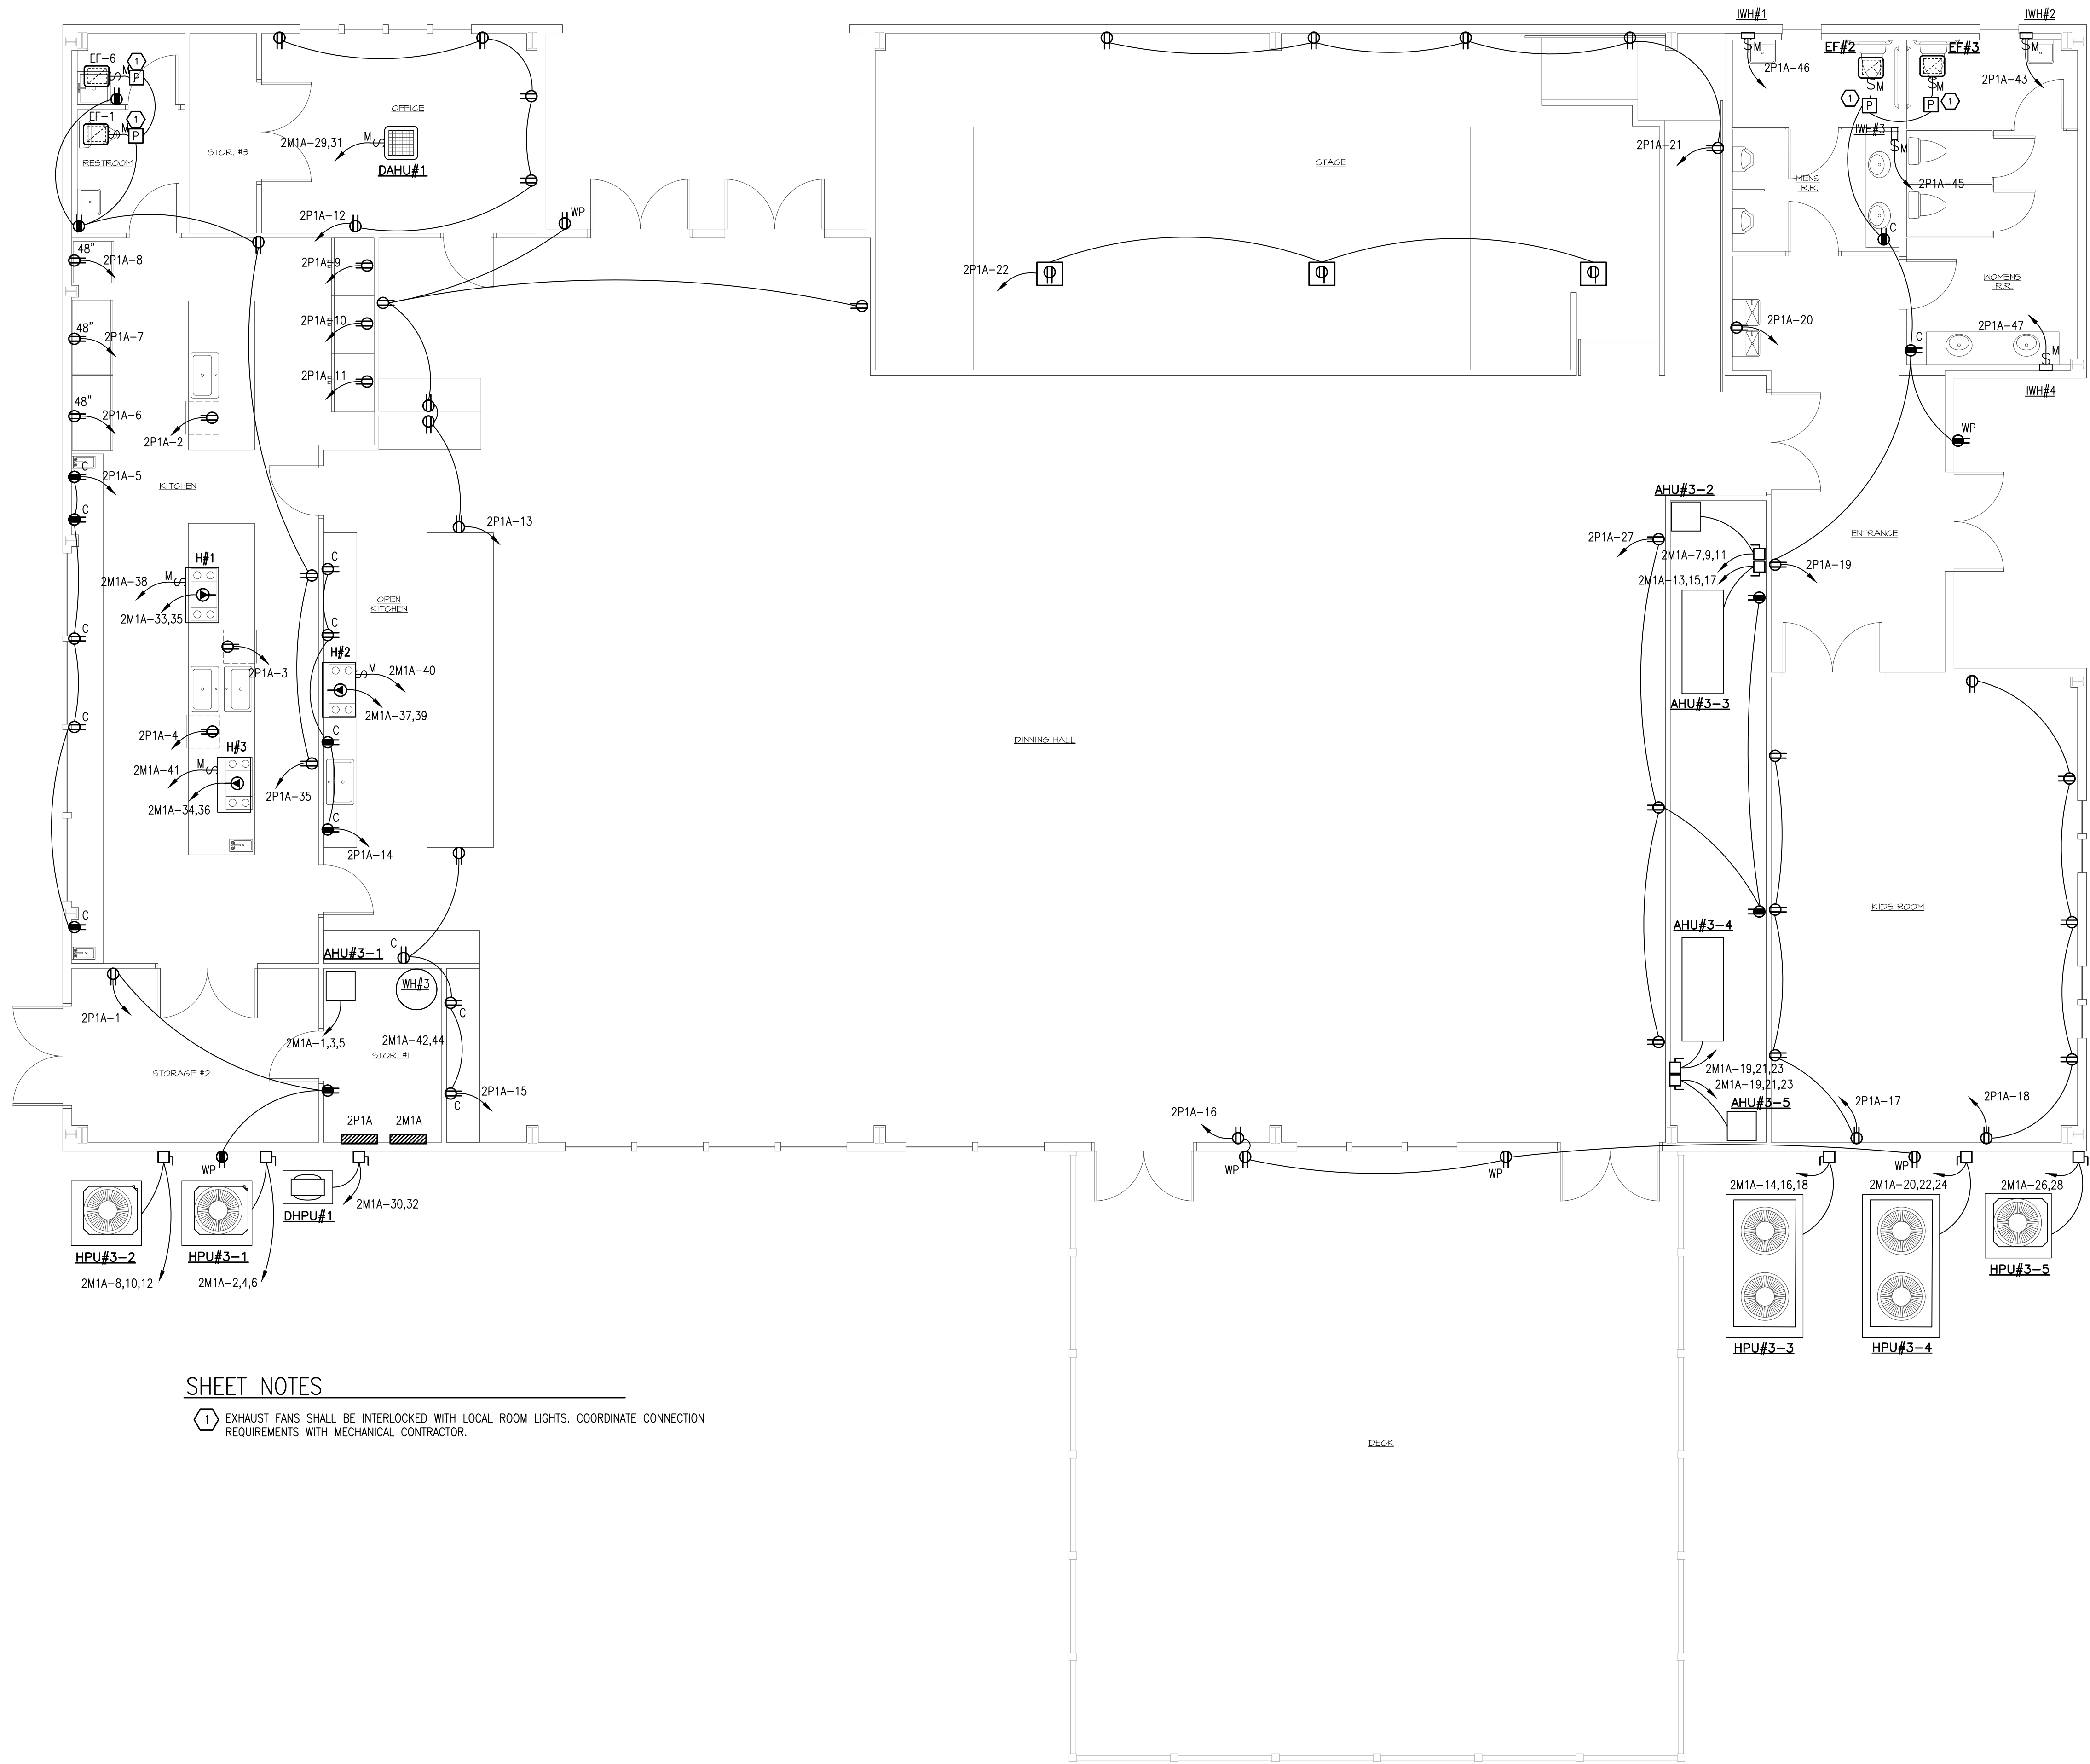 IWH#1
IWH#2
EF#2
EF#3
EF-6
1
M
P
M
M
2P1A-46
2P1A-43
M
M
OFFICE
1
1
P
P
EF-1
1
M
P
2M1A-29,31
M
DAHU#1
RESTROOM
STOR. #3
STAGE
2P1A-21
IWH#3
M
MENS
R.R.
2P1A-45
2P1A-12
WP
C
48"
2P1A-8
2P1A-9
2P1A-22
WOMENS
R.R.
48"
2P1A-7
2P1A-10
2P1A-20
2P1A-47
C
M
2P1A-11
IWH#4
48"
2P1A-6
2P1A-2
WP
C
2P1A-5
KITCHEN
AHU#3-2
C
2P1A-13
2P1A-27
ENTRANCE
2M1A-7,9,11
H#1
C
2P1A-19
2M1A-38
M
2M1A-13,15,17
2M1A-33,35
OPEN
KITCHEN
C
C
H#2
2P1A-3
M
2M1A-40
AHU#3-3
2M1A-37,39
C
2P1A-4
C
DINNING HALL
H#3
2M1A-41
M
2P1A-35
2M1A-34,36
C
2P1A-14
KIDS ROOM
C
AHU#3-4
C
AHU#3-1
WH#3
C
2P1A-1
2M1A-1,3,5
2M1A-42,44
STOR. #1
STORAGE #2
2M1A-19,21,23
2M1A-19,21,23
2P1A-15
C
AHU#3-5
2P1A-17
2P1A-18
2P1A
2M1A
2P1A-16
WP
WP
WP
WP
2M1A-30,32
DHPU#1
2M1A-14,16,18
2M1A-20,22,24
2M1A-26,28
HPU#3-2
HPU#3-1
HPU#3-5
2M1A-8,10,12
2M1A-2,4,6
HPU#3-3
HPU#3-4
SHEET NOTES
1 EXHAUST FANS SHALL BE INTERLOCKED WITH LOCAL ROOM LIGHTS. COORDINATE CONNECTION
REQUIREMENTS WITH MECHANICAL CONTRACTOR.
DECK